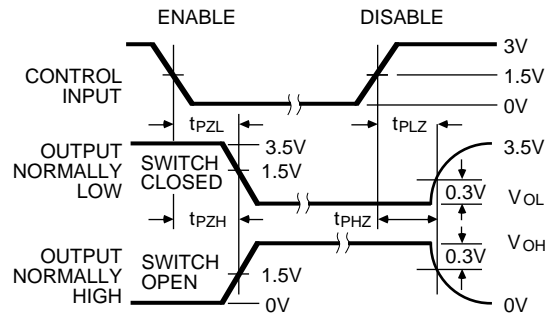 ENABLE DISABLE
3V
CONTROL INPUT 1.5V
0V
tPZL tPLZ
OUTPUT NORMALLY LOW
SWITCH CLOSED
3.5V
1.5V
3.5V
0.3V
VOL
tPZH tPHZ
VOH
0.3V
OUTPUT NORMALLY HIGH
SWITCH OPEN
1.5V
0V
0V